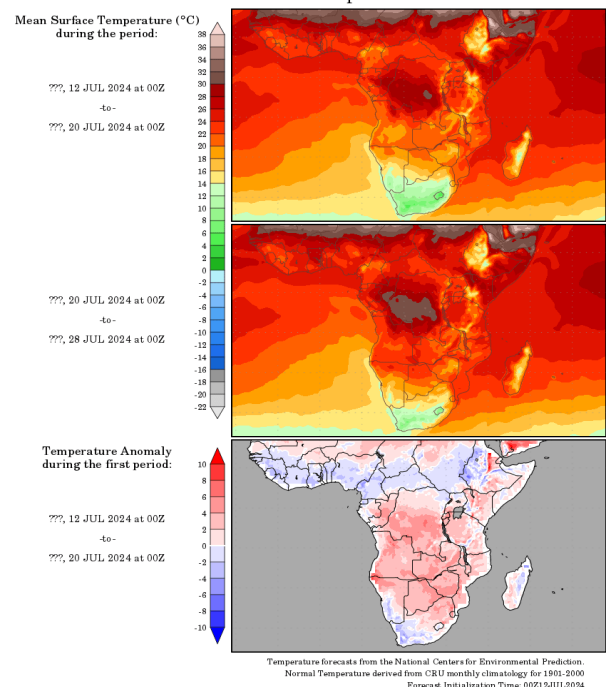 Mean Surface Temperature (°C)
during the period:
38
36
34
32
30
28
26
24
22
20
18
16
14
12
10
8
6
4
2
0
-2
-4
-6
-8
-10
-12
-14
-16
-18
-20
-22
???, 12 JUL 2024 at 00Z
-to-
???, 20 JUL 2024 at 00Z
???, 20 JUL 2024 at 00Z
-to-
???, 28 JUL 2024 at 00Z
Temperature Anomaly
during the first period:
10
8
6
4
2
0
-2
-4
-6
-8
-10
???, 12 JUL 2024 at 00Z
-to-
???, 20 JUL 2024 at 00Z
Temperature forecasts from the National Centers for Environmental Prediction.
Normal Temperature derived from CRU monthly climatology for 1901-2000
Forecast Initialization Time: 00Z12JUL2024